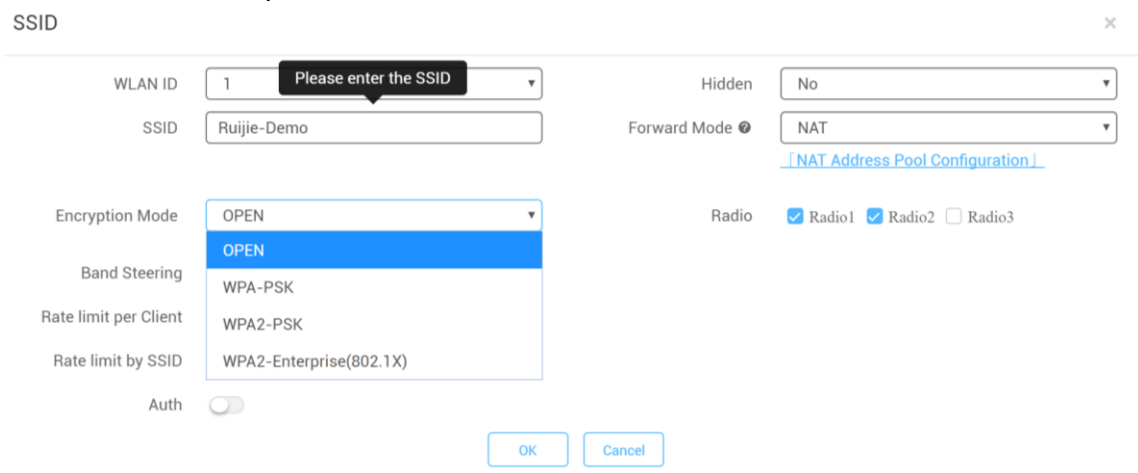 SSID
×
WLAN ID 1 Please enter the SSID Hidden No
SSID Ruijie-Demo Forward Mode NAT
「NAT Address Pool Configuration」
Encryption Mode OPEN Radio Radio1 Radio2 Radio3
OPEN
Band Steering
WPA-PSK
Rate limit per Client
WPA2-PSK
Rate limit by SSID WPA2-Enterprise(802.1X)
Auth
OK Cancel